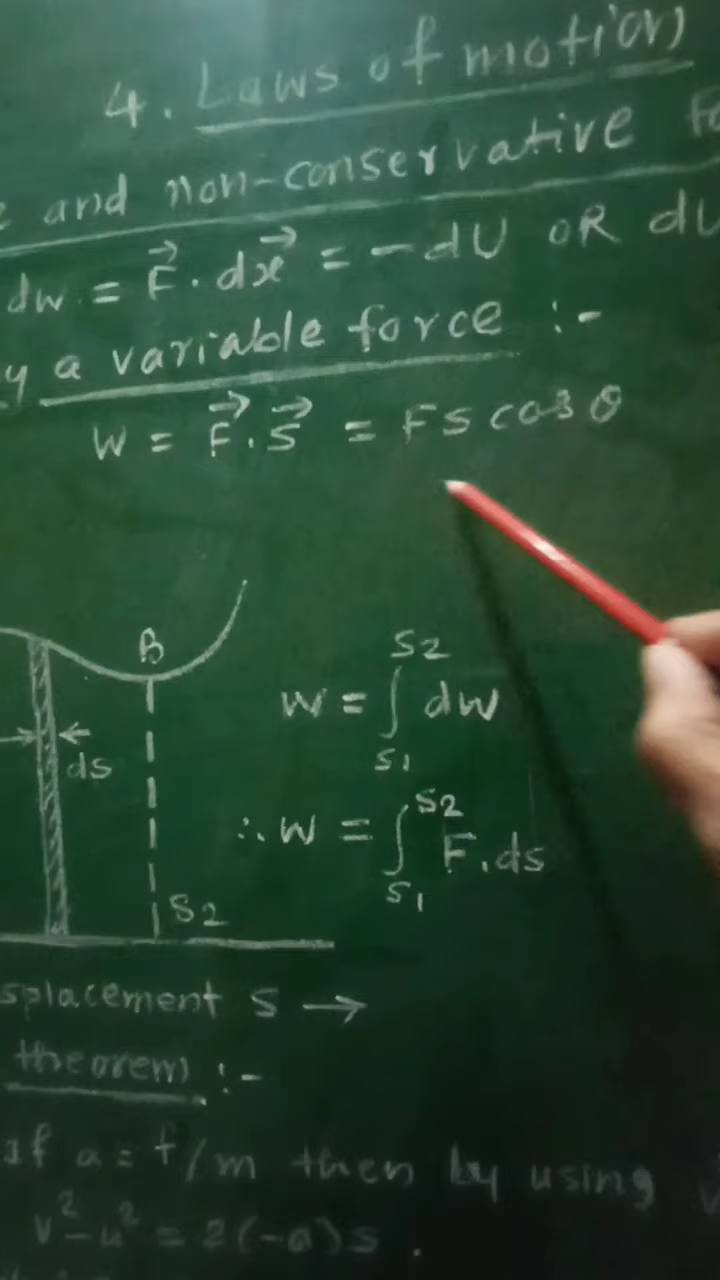 4. Laws of motion
and non-conservative
dw = F⃗ . dx⃗ = - dU OR dU
y a variable force :-
W = F⃗ . S⃗ = FS cos θ
B
ds
S2
W = ∫ dW
S2
S1
∴ W = ∫ F.ds
S2
S1
splacement S →
theorem :-
If a = f/m then by using v
v² - u² = 2(-a)s .